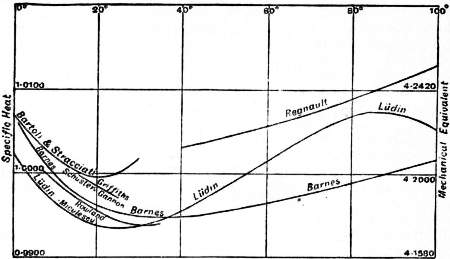 0° 20° 40° 60° 80° 100°
1·0100
4·2420
Regnault
Lüdin
Bartoli & Stracciati
Griffiths
Barnes
Schuster & Gannon
1·0000
4·2000
Lüdin
Barnes
Barnes
Rowland
Lüdin-Miculescu
0·9900
4·1580
Specific Heat
Mechanical Equivalent